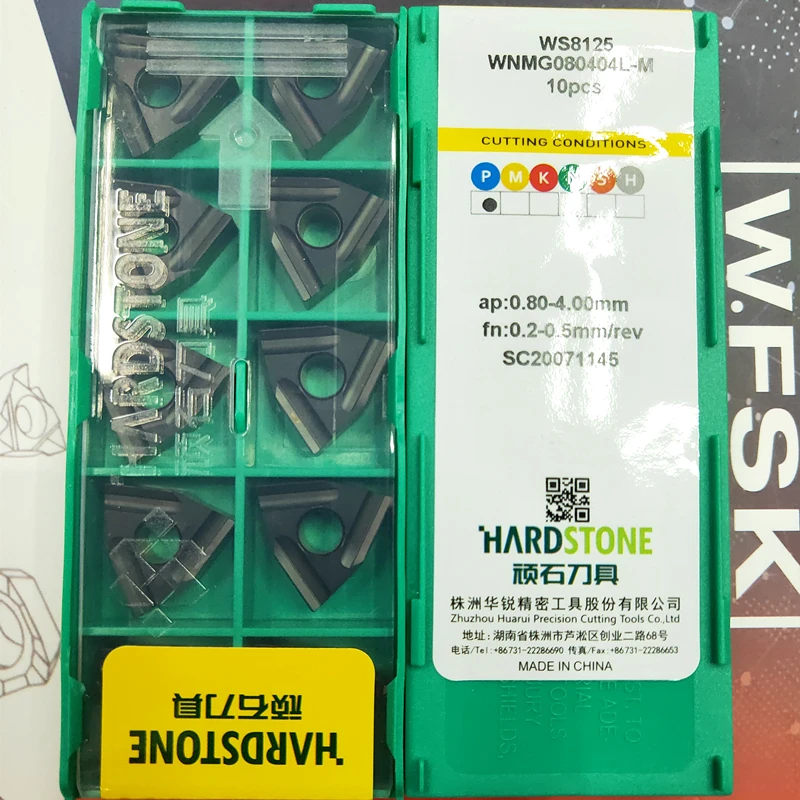 WS8125
WNMG080404L-M
10pcs
CUTTING CONDITIONS
P M K N S H
ap:0.80-4.00mm
fn:0.2-0.5mm/rev
SC20071145
HARDSTONE
顽石刀具
株洲华锐精密工具股份有限公司
Zhuzhou Huarui Precision Cutting Tools Co.,Ltd
地址:湖南省株洲市芦淞区创业二路68号
电话/Tel:+86731-22286690 传真/Fax:+86731-22286653
MADE IN CHINA
HARDSTONE
HARDSTONE
顽石刀具
W.FSK